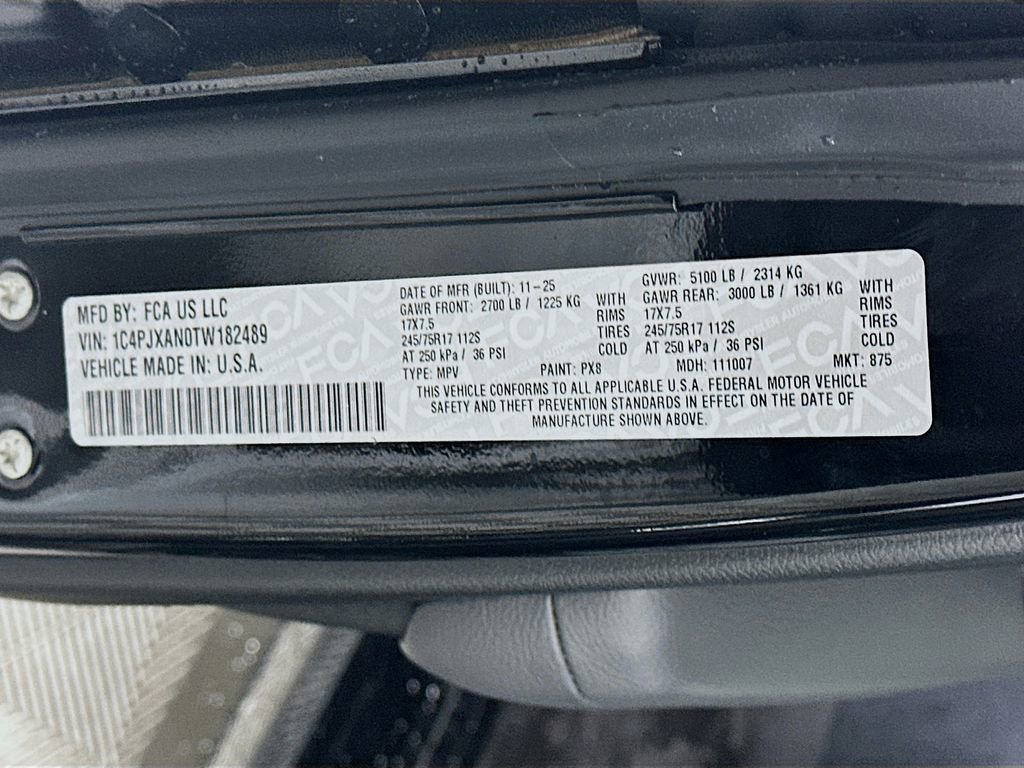 MFD BY: FCA US LLC
VIN: 1C4PJXAN0TW182489
VEHICLE MADE IN: U.S.A.
DATE OF MFR (BUILT): 11-25
GAWR FRONT: 2700 LB / 1225 KG WITH
17X7.5 RIMS
245/75R17 112S TIRES
AT 250 kPa / 36 PSI COLD
TYPE: MPV PAINT: PX8
GVWR: 5100 LB / 2314 KG
GAWR REAR: 3000 LB / 1361 KG WITH
17X7.5 RIMS
245/75R17 112S TIRES
AT 250 kPa / 36 PSI COLD
MDH: 111007 MKT: 875
THIS VEHICLE CONFORMS TO ALL APPLICABLE U.S.A. FEDERAL MOTOR VEHICLE
SAFETY AND THEFT PREVENTION STANDARDS IN EFFECT ON THE DATE OF
MANUFACTURE SHOWN ABOVE.